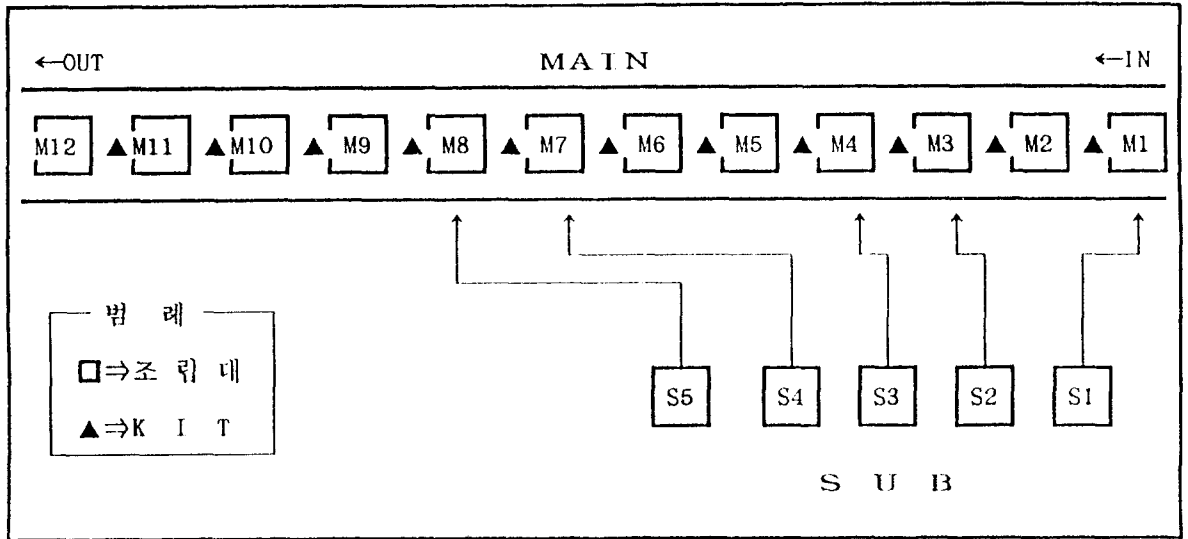 ←OUT MAIN ←IN
M12 ▲M11 ▲M10 ▲ M9 ▲ M8 ▲ M7 ▲ M6 ▲ M5 ▲ M4 ▲ M3 ▲ M2 ▲ M1
범 례
□⇒조 립 대
▲⇒K I T
S5 S4 S3 S2 S1
S U B